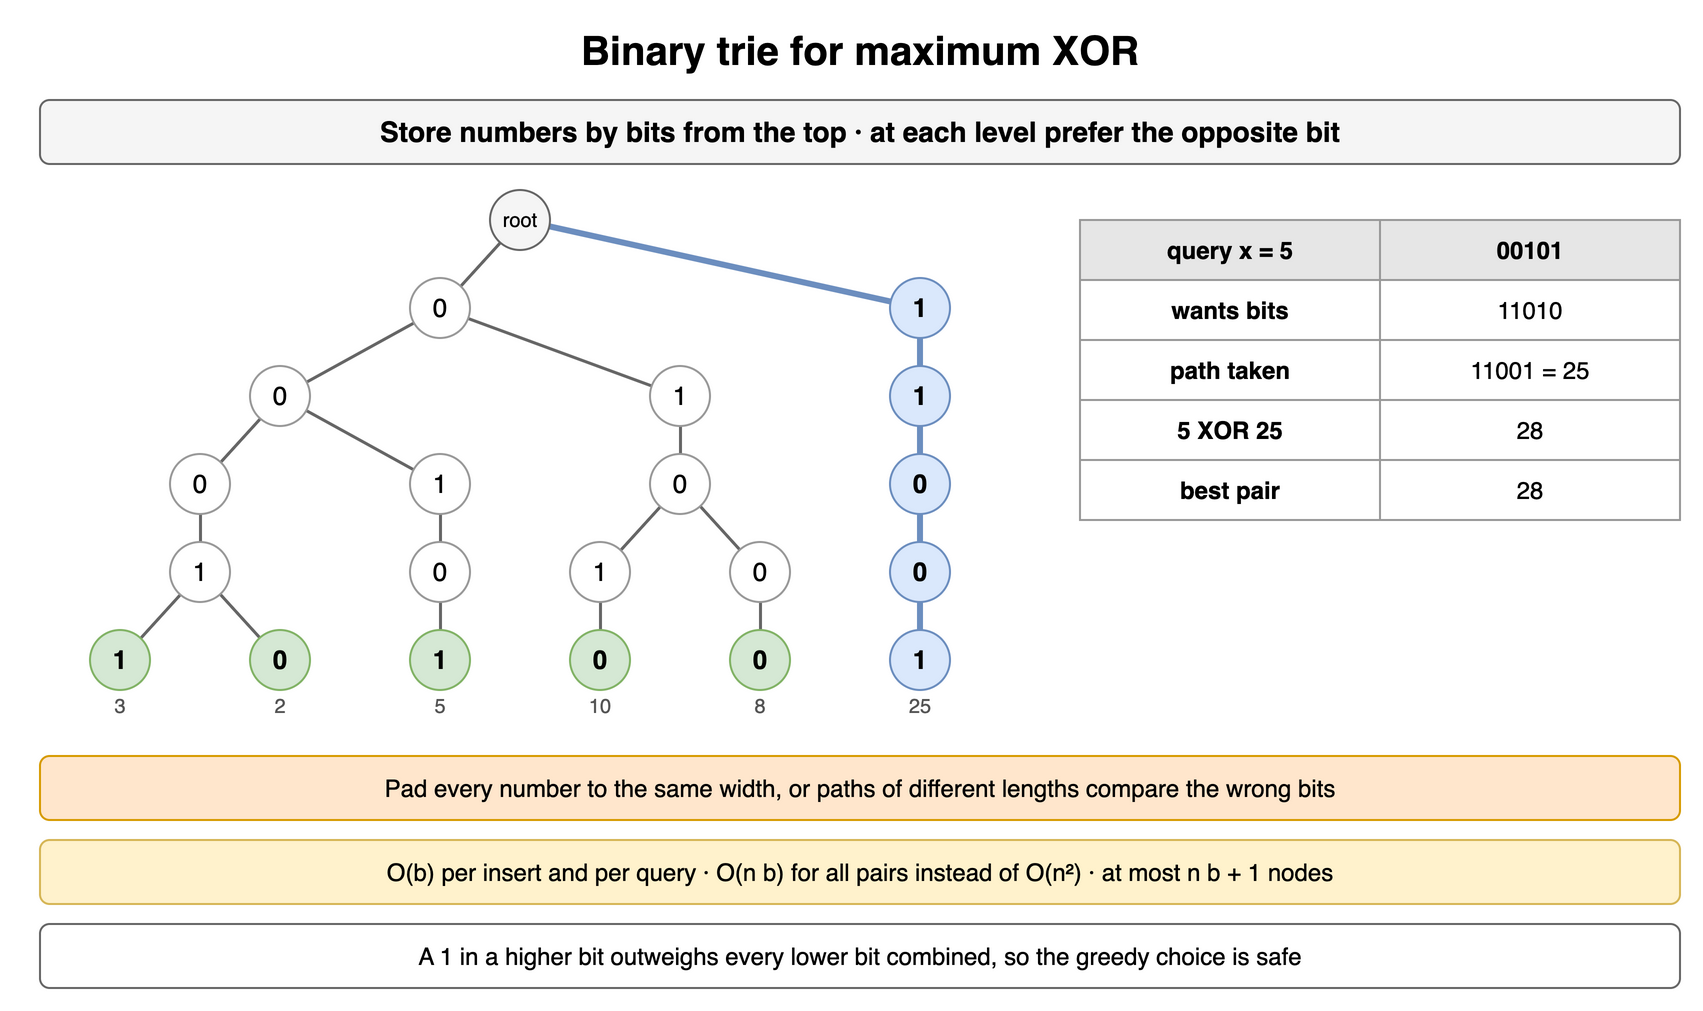 Binary trie for maximum XOR
Store numbers by bits from the top · at each level prefer the opposite bit
root
0
1
0
1
1
0
1
0
0
1
0
1
0
0
1
0
1
0
0
1
3
2
5
10
8
25
query x = 5
00101
wants bits
11010
path taken
11001 = 25
5 XOR 25
28
best pair
28
Pad every number to the same width, or paths of different lengths compare the wrong bits
O(b) per insert and per query · O(n b) for all pairs instead of O(n²) · at most n b + 1 nodes
A 1 in a higher bit outweighs every lower bit combined, so the greedy choice is safe